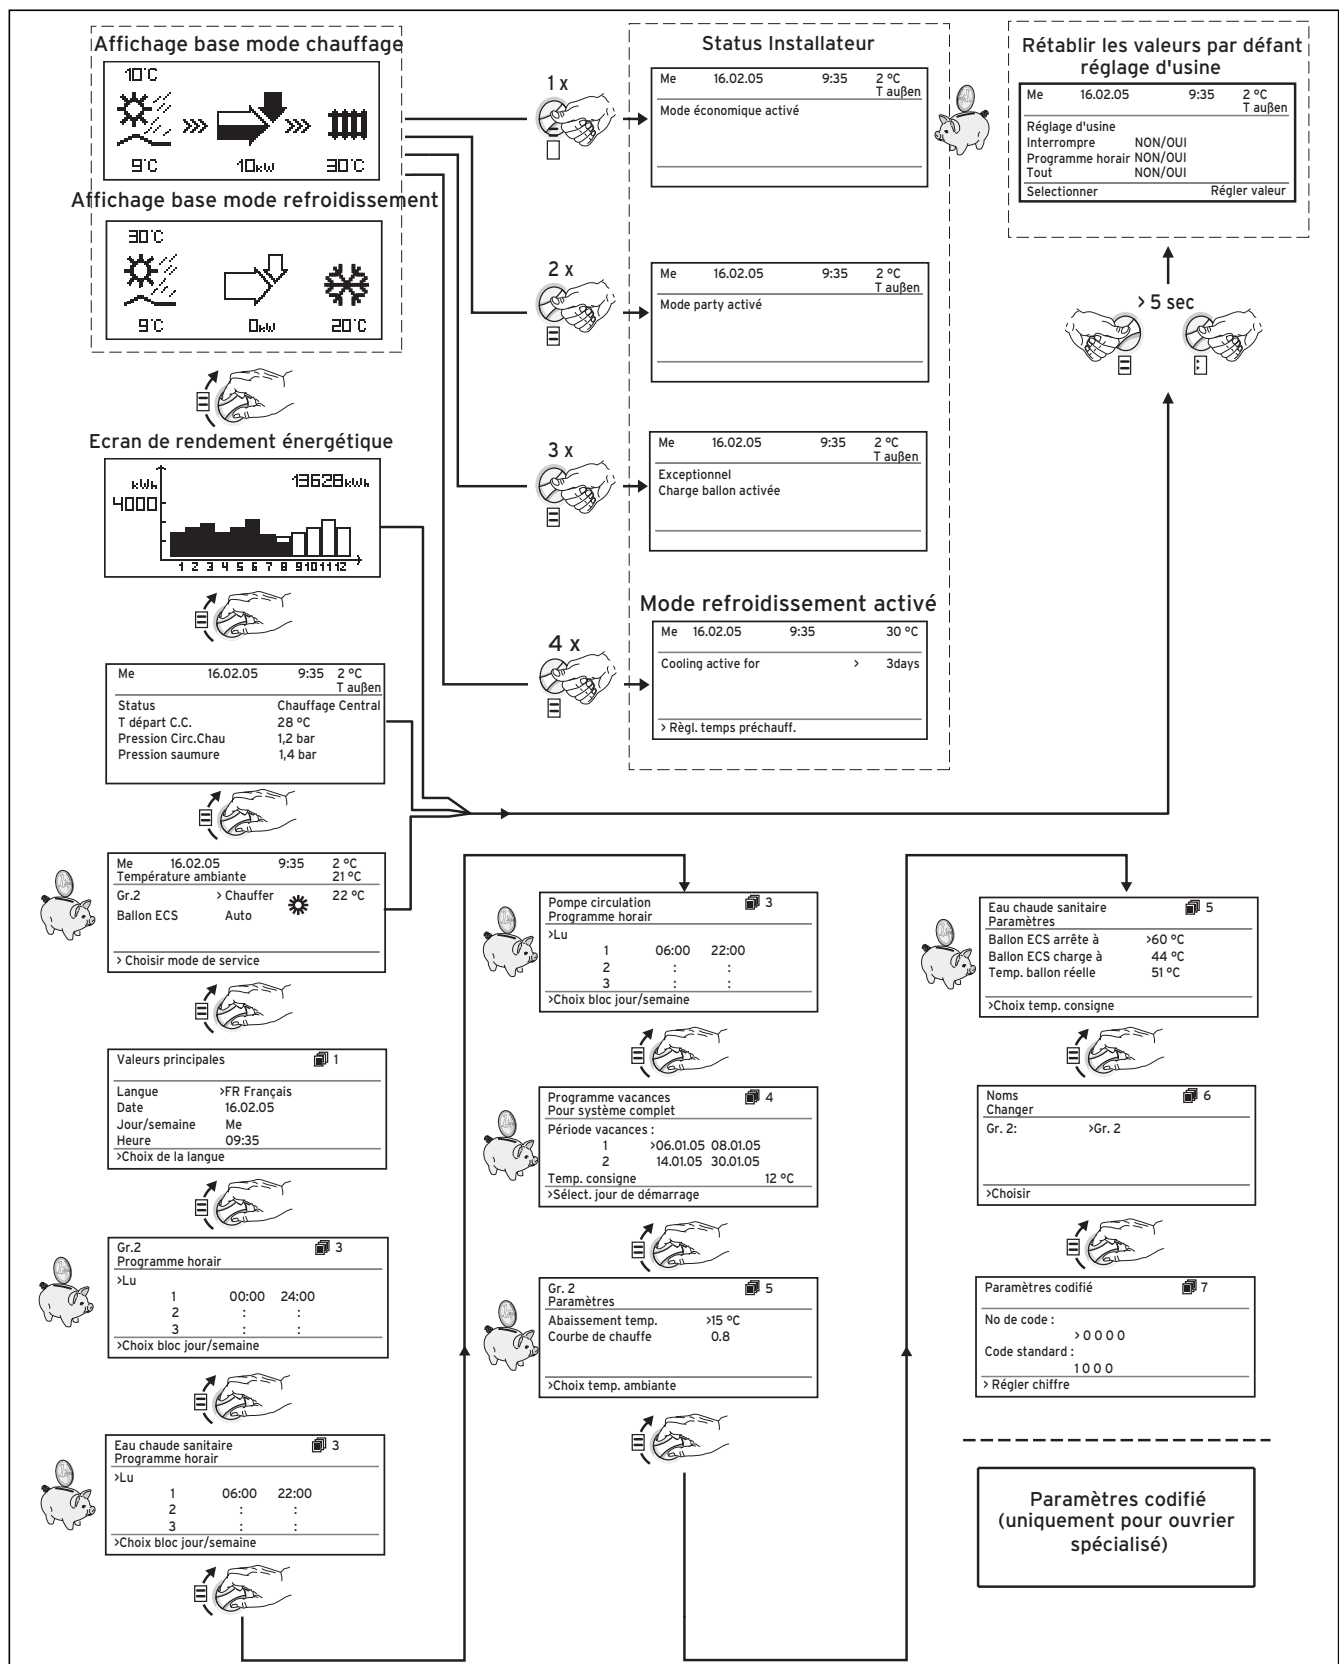 Affichage base mode chauffage
10°C
9°C 10kW 30°C
Affichage base mode refroidissement
30°C
9°C 0kW 20°C
Ecran de rendement énergétique
kWh
4000
13628kWh
1 2 3 4 5 6 7 8 9 10 11 12
Me 16.02.05 9:35 2 °C
T außen
Status Chauffage Central
T départ C.C. 28 °C
Pression Circ.Chau 1,2 bar
Pression saumure 1,4 bar
Me 16.02.05 9:35 2 °C
Température ambiante 21 °C
Gr.2 > Chauffer 22 °C
Ballon ECS Auto
> Choisir mode de service
Valeurs principales 1
Langue >FR Français
Date 16.02.05
Jour/semaine Me
Heure 09:35
>Choix de la langue
Gr.2 3
Programme horair
>Lu
1 00:00 24:00
2 : :
3 : :
>Choix bloc jour/semaine
Eau chaude sanitaire 3
Programme horair
>Lu
1 06:00 22:00
2 : :
3 : :
>Choix bloc jour/semaine
Status Installateur
1 x
Me 16.02.05 9:35 2 °C
T außen
Mode économique activé
2 x
Me 16.02.05 9:35 2 °C
T außen
Mode party activé
3 x
Me 16.02.05 9:35 2 °C
T außen
Exceptionnel
Charge ballon activée
Mode refroidissement activé
4 x
Me 16.02.05 9:35 30 °C
Cooling active for > 3days
> Règl. temps préchauff.
Rétablir les valeurs par défant
réglage d'usine
Me 16.02.05 9:35 2 °C
T außen
Réglage d'usine
Interrompre NON/OUI
Programme horair NON/OUI
Tout NON/OUI
Selectionner Régler valeur
> 5 sec
Pompe circulation 3
Programme horair
>Lu
1 06:00 22:00
2 : :
3 : :
>Choix bloc jour/semaine
Programme vacances 4
Pour système complet
Période vacances :
1 >06.01.05 08.01.05
2 14.01.05 30.01.05
Temp. consigne 12 °C
>Sélect. jour de démarrage
Gr. 2 5
Paramètres
Abaissement temp. >15 °C
Courbe de chauffe 0.8
>Choix temp. ambiante
Eau chaude sanitaire 5
Paramètres
Ballon ECS arrête à >60 °C
Ballon ECS charge à 44 °C
Temp. ballon réelle 51 °C
>Choix temp. consigne
Noms 6
Changer
Gr. 2: >Gr. 2
>Choisir
Paramètres codifié 7
No de code :
> 0 0 0 0
Code standard :
1 0 0 0
> Régler chiffre
Paramètres codifié
(uniquement pour ouvrier
spécialisé)